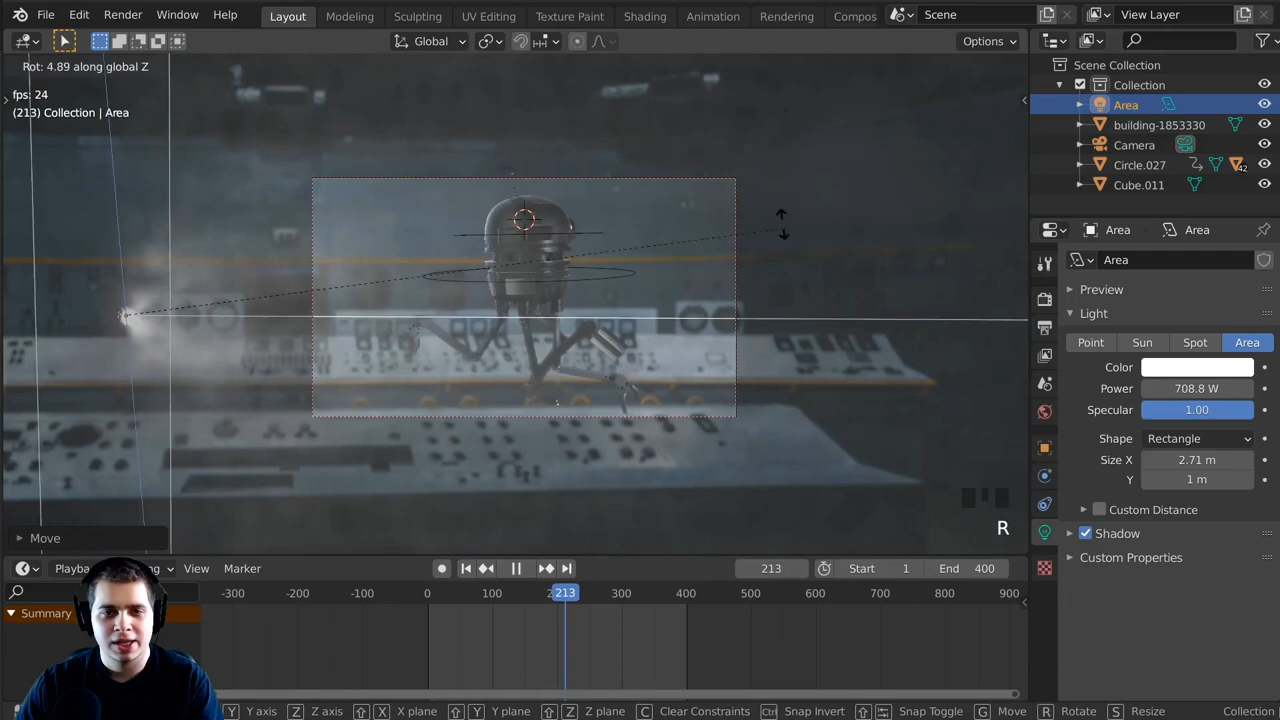 File Edit Render Window Help Layout Modeling Sculpting UV Editing Texture Paint Shading Animation Rendering Compos Scene View Layer
Global Options
Rot: 4.89 along global Z
fps: 24
(213) Collection | Area
Scene Collection
Collection
Area
building-1853330
Camera
Circle.027 42
Cube.011
Area Area
Area
Preview
Light
Point Sun Spot Area
Color
Power 708.8 W
Specular 1.00
Shape Rectangle
Size X 2.71 m
Y 1 m
Custom Distance
Shadow
Custom Properties
R
Move
View Marker 213 Start 1 End 400
-300 -200 -100 0 100 213 300 400 500 600 700 800 900
Summary
Y Y axis Z Z axis X X plane Y Y plane Z Z plane C Clear Constraints Ctrl Snap Invert Snap Toggle G Move R Rotate S Resize Collection